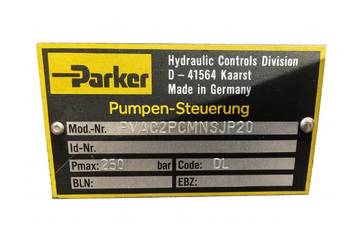 Parker
Hydraulic Controls Division
D - 41564 Kaarst
Made in Germany
Pumpen-Steuerung
Mod.-Nr. PVAC2PCMNSJP20
Id-Nr.
Pmax: 250 bar Code: DL
BLN: EBZ: